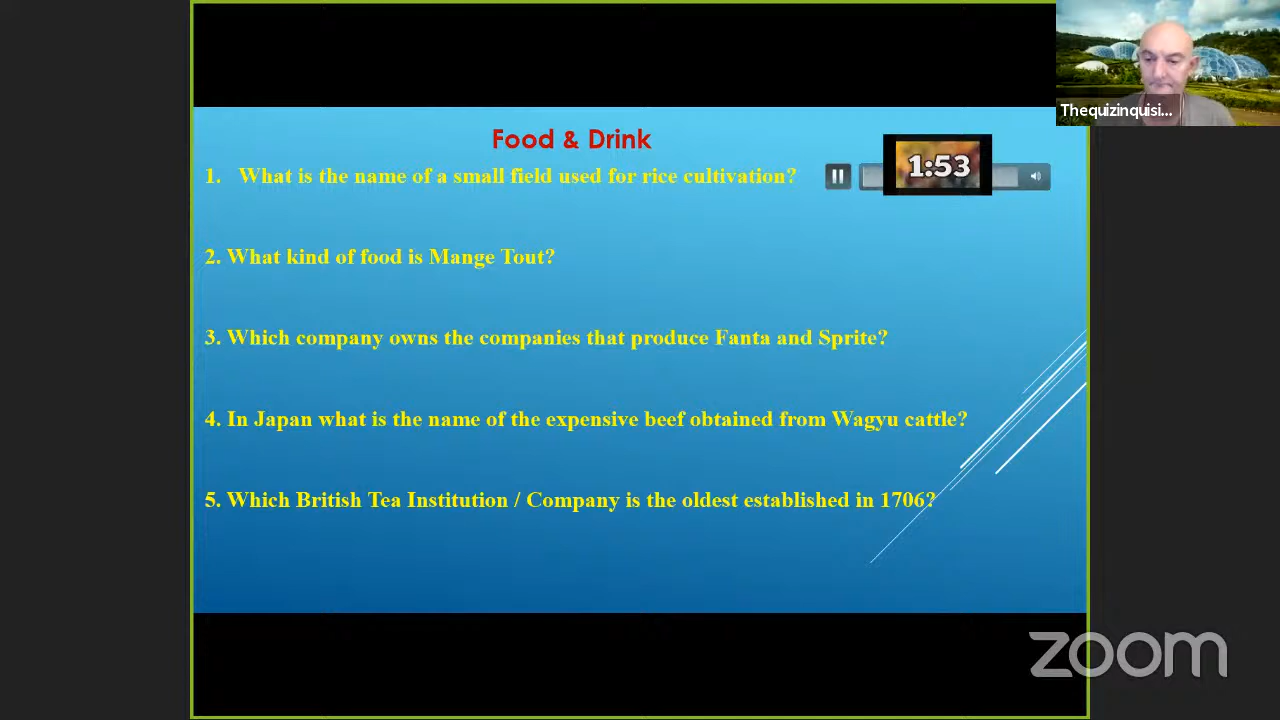 Thequizinquisi...
Food & Drink
1:53
1. What is the name of a small field used for rice cultivation?
2. What kind of food is Mange Tout?
3. Which company owns the companies that produce Fanta and Sprite?
4. In Japan what is the name of the expensive beef obtained from Wagyu cattle?
5. Which British Tea Institution / Company is the oldest established in 1706?
zoom